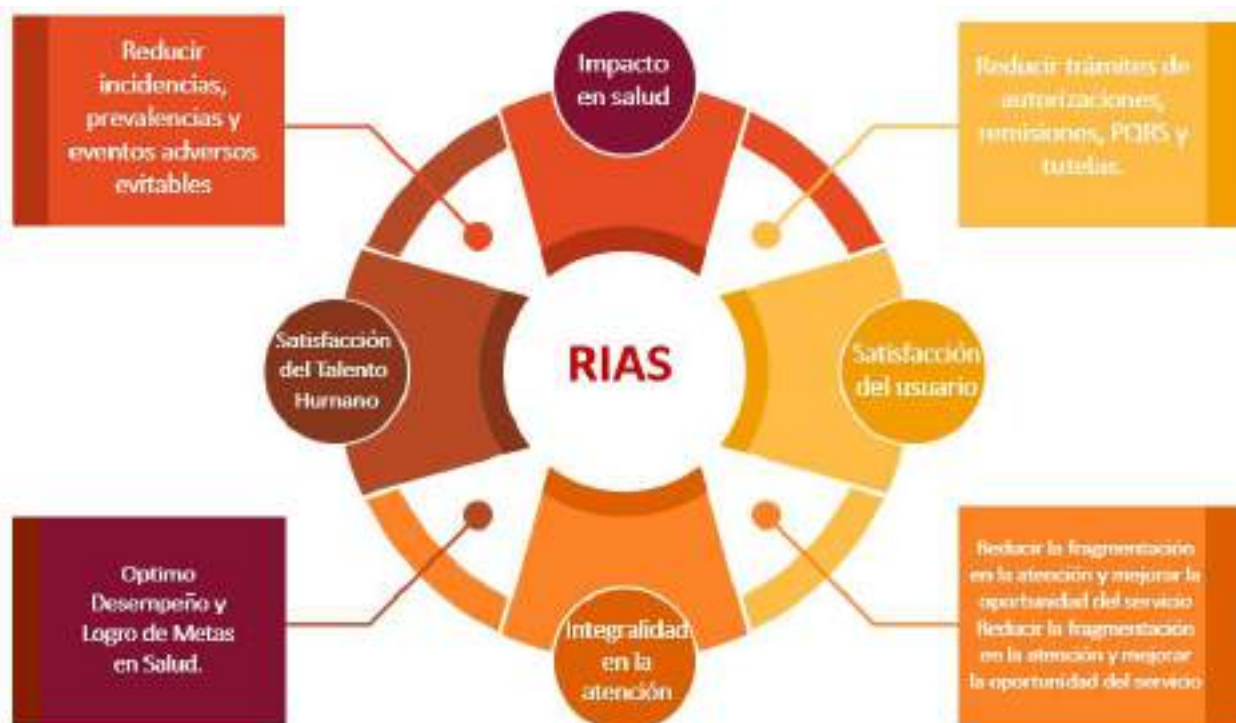 Reducir
incidencias,
prevalencias y
eventos adversos
evitables
Impacto
en salud
Reducir trámites de
autorizaciones,
remisiones, PQRS y
tutelas.
Satisfacción
del Talento
Humano
RIAS
Satisfacción
del usuario
Optimo
Desempeño y
Logro de Metas
en Salud.
Integralidad
en la
atención
Reducir la fragmentación
en la atención y mejorar la
oportunidad del servicio
Reducir la fragmentación
en la atención y mejorar
la oportunidad del servicio